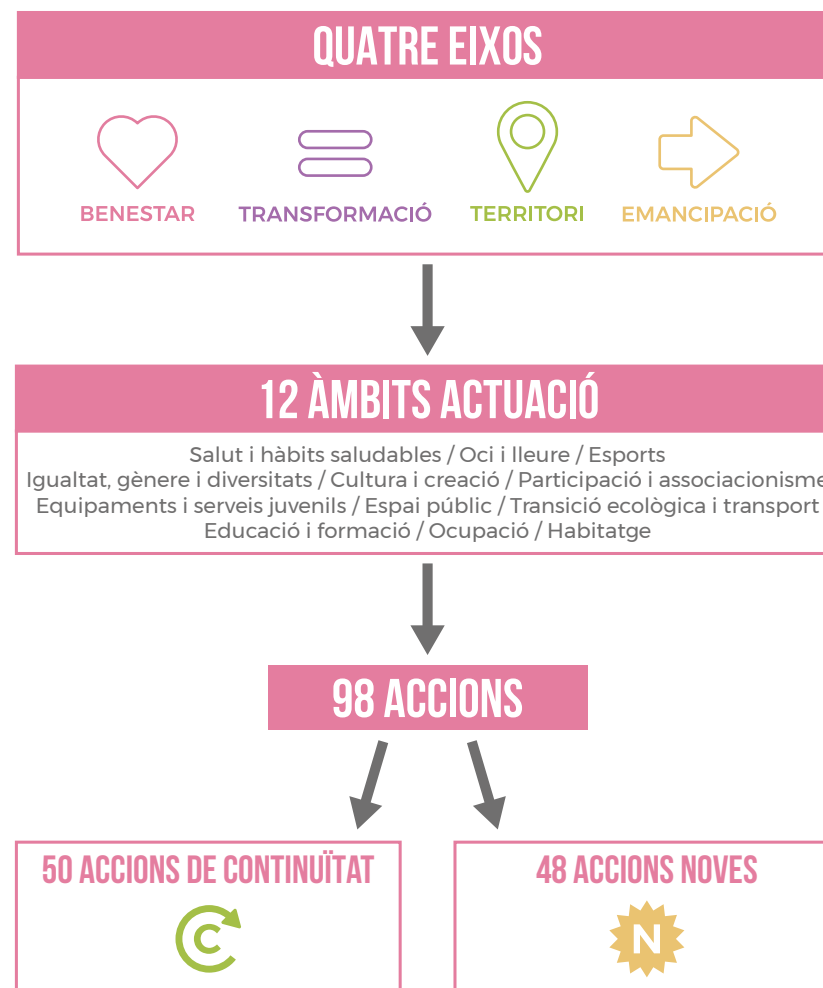 QUATRE EIXOS
BENESTAR
TRANSFORMACIÓ
TERRITORI
EMANCIPACIÓ
12 ÀMBITS ACTUACIÓ
Salut i hàbits saludables / Oci i lleure / Esports
Igualtat, gènere i diversitats / Cultura i creació / Participació i associacionisme
Equipaments i serveis juvenils / Espai públic / Transició ecològica i transport
Educació i formació / Ocupació / Habitatge
98 ACCIONS
50 ACCIONS DE CONTINUÏTAT
C
48 ACCIONS NOVES
N